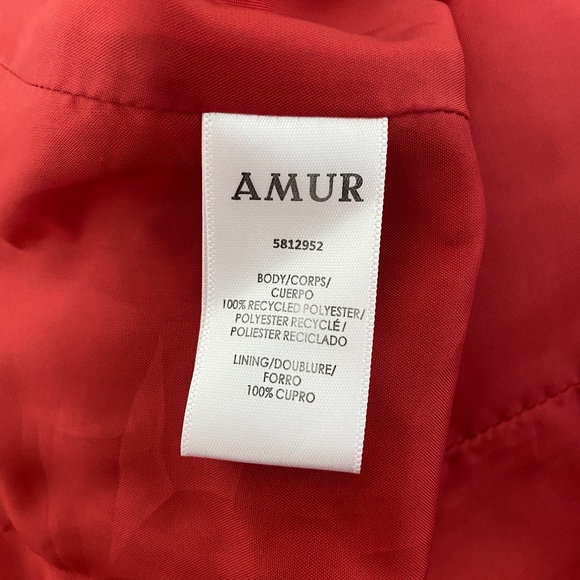 AMUR
5812952
BODY/CORPS/
CUERPO
100% RECYCLED POLYESTER/
POLYESTER RECYCLÉ/
POLIESTER RECICLADO
LINING/DOUBLURE/
FORRO
100% CUPRO